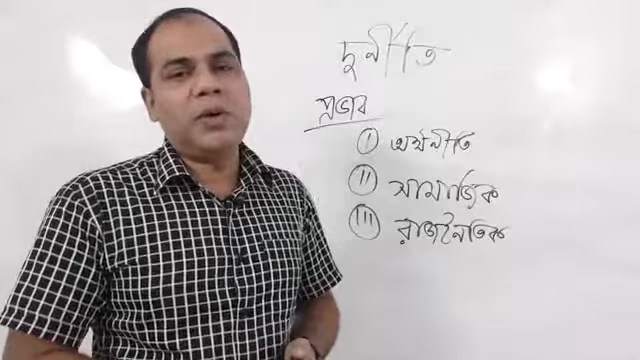 দুর্নীতি
প্রভাব
(i) অর্থনীতি
(ii) সামাজিক
(iii) রাজনৈতিক